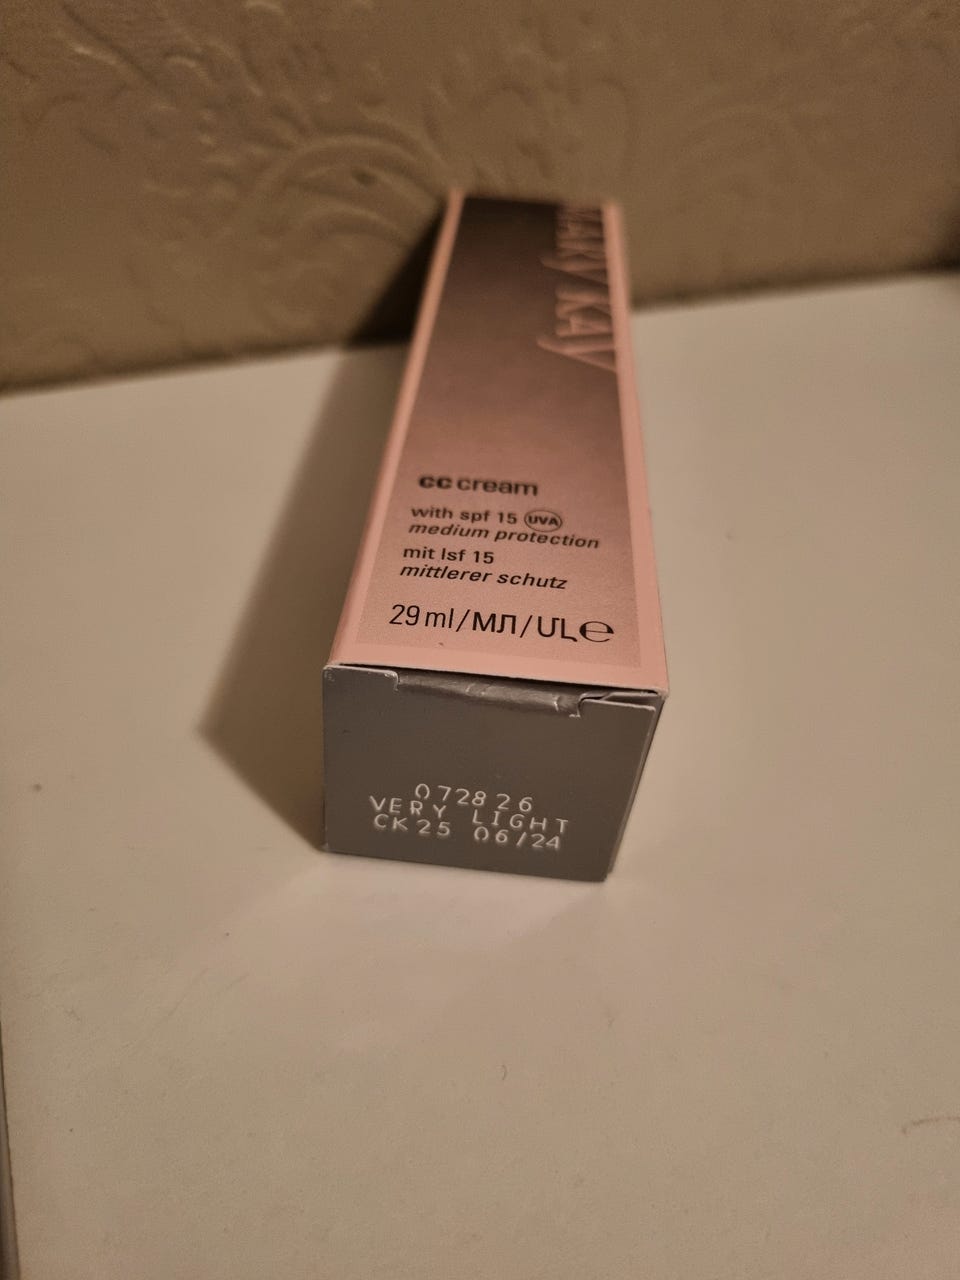 MARY KAY
cc cream
with spf 15 UVA
medium protection
mit lsf 15
mittlerer schutz
29 ml/МЛ/ՄԼ ℮
072826
VERY LIGHT
CK25 06/24